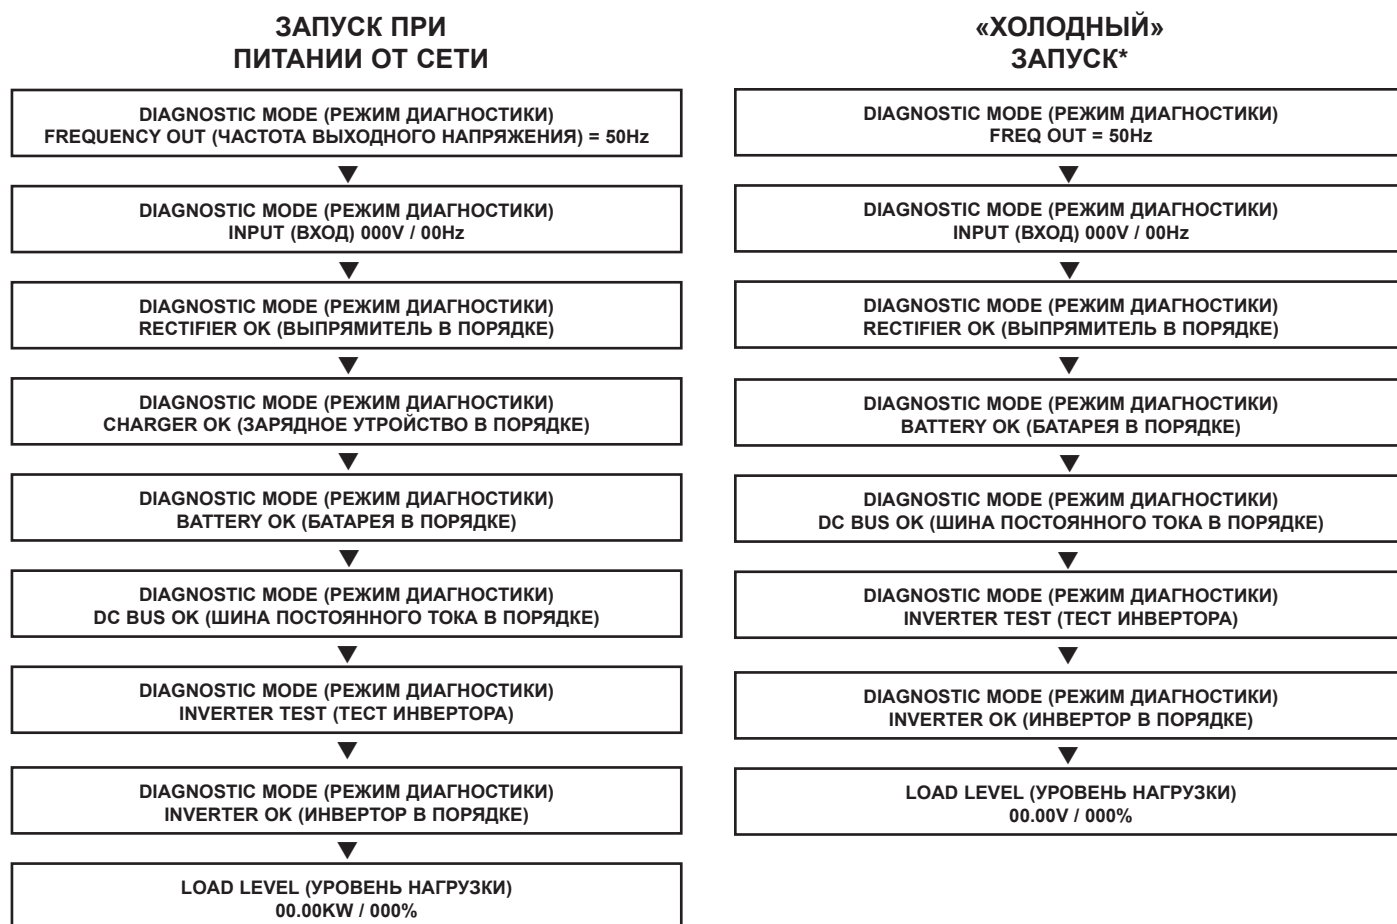 ЗАПУСК ПРИ
ПИТАНИИ ОТ СЕТИ
DIAGNOSTIC MODE (РЕЖИМ ДИАГНОСТИКИ)
FREQUENCY OUT (ЧАСТОТА ВЫХОДНОГО НАПРЯЖЕНИЯ) = 50Hz
DIAGNOSTIC MODE (РЕЖИМ ДИАГНОСТИКИ)
INPUT (ВХОД) 000V / 00Hz
DIAGNOSTIC MODE (РЕЖИМ ДИАГНОСТИКИ)
RECTIFIER OK (ВЫПРЯМИТЕЛЬ В ПОРЯДКЕ)
DIAGNOSTIC MODE (РЕЖИМ ДИАГНОСТИКИ)
CHARGER OK (ЗАРЯДНОЕ УТРОЙСТВО В ПОРЯДКЕ)
DIAGNOSTIC MODE (РЕЖИМ ДИАГНОСТИКИ)
BATTERY OK (БАТАРЕЯ В ПОРЯДКЕ)
DIAGNOSTIC MODE (РЕЖИМ ДИАГНОСТИКИ)
DC BUS OK (ШИНА ПОСТОЯННОГО ТОКА В ПОРЯДКЕ)
DIAGNOSTIC MODE (РЕЖИМ ДИАГНОСТИКИ)
INVERTER TEST (ТЕСТ ИНВЕРТОРА)
DIAGNOSTIC MODE (РЕЖИМ ДИАГНОСТИКИ)
INVERTER OK (ИНВЕРТОР В ПОРЯДКЕ)
LOAD LEVEL (УРОВЕНЬ НАГРУЗКИ)
00.00KW / 000%
«ХОЛОДНЫЙ»
ЗАПУСК*
DIAGNOSTIC MODE (РЕЖИМ ДИАГНОСТИКИ)
FREQ OUT = 50Hz
DIAGNOSTIC MODE (РЕЖИМ ДИАГНОСТИКИ)
INPUT (ВХОД) 000V / 00Hz
DIAGNOSTIC MODE (РЕЖИМ ДИАГНОСТИКИ)
RECTIFIER OK (ВЫПРЯМИТЕЛЬ В ПОРЯДКЕ)
DIAGNOSTIC MODE (РЕЖИМ ДИАГНОСТИКИ)
BATTERY OK (БАТАРЕЯ В ПОРЯДКЕ)
DIAGNOSTIC MODE (РЕЖИМ ДИАГНОСТИКИ)
DC BUS OK (ШИНА ПОСТОЯННОГО ТОКА В ПОРЯДКЕ)
DIAGNOSTIC MODE (РЕЖИМ ДИАГНОСТИКИ)
INVERTER TEST (ТЕСТ ИНВЕРТОРА)
DIAGNOSTIC MODE (РЕЖИМ ДИАГНОСТИКИ)
INVERTER OK (ИНВЕРТОР В ПОРЯДКЕ)
LOAD LEVEL (УРОВЕНЬ НАГРУЗКИ)
00.00V / 000%